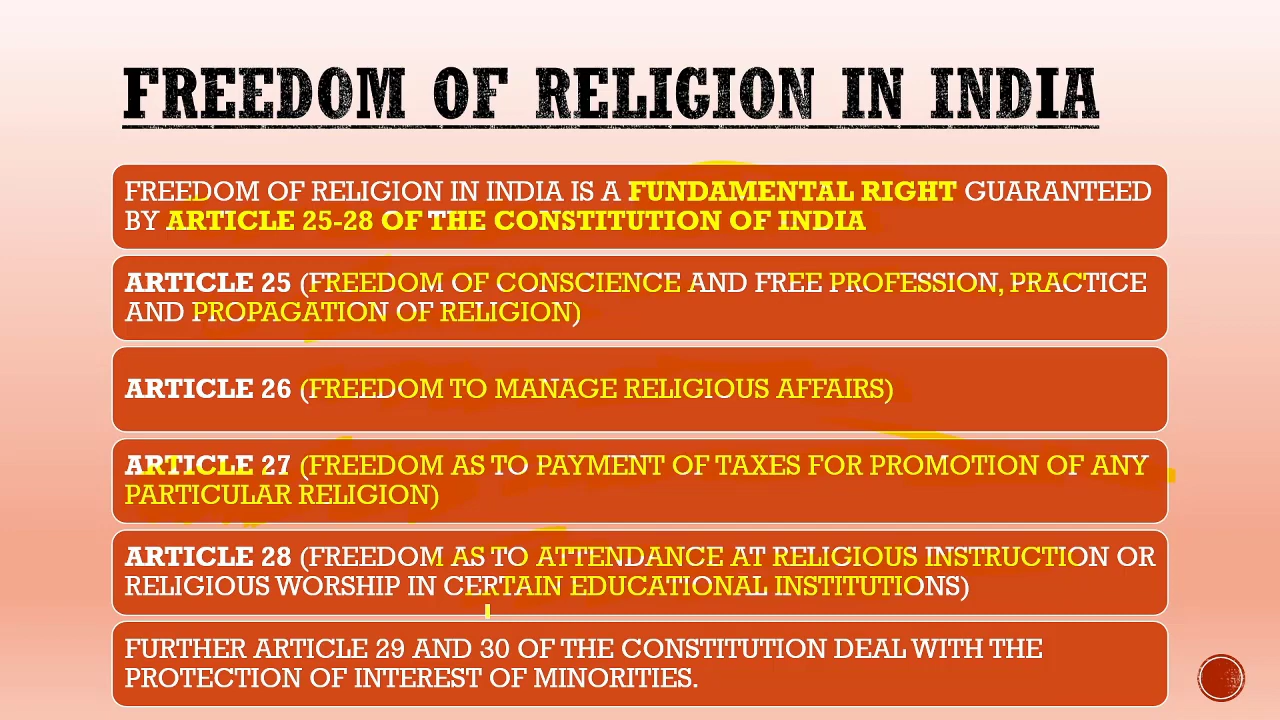 FREEDOM OF RELIGION IN INDIA
FREEDOM OF RELIGION IN INDIA IS A FUNDAMENTAL RIGHT GUARANTEED
BY ARTICLE 25-28 OF THE CONSTITUTION OF INDIA
ARTICLE 25 (FREEDOM OF CONSCIENCE AND FREE PROFESSION, PRACTICE
AND PROPAGATION OF RELIGION)
ARTICLE 26 (FREEDOM TO MANAGE RELIGIOUS AFFAIRS)
ARTICLE 27 (FREEDOM AS TO PAYMENT OF TAXES FOR PROMOTION OF ANY
PARTICULAR RELIGION)
ARTICLE 28 (FREEDOM AS TO ATTENDANCE AT RELIGIOUS INSTRUCTION OR
RELIGIOUS WORSHIP IN CERTAIN EDUCATIONAL INSTITUTIONS)
FURTHER ARTICLE 29 AND 30 OF THE CONSTITUTION DEAL WITH THE
PROTECTION OF INTEREST OF MINORITIES.